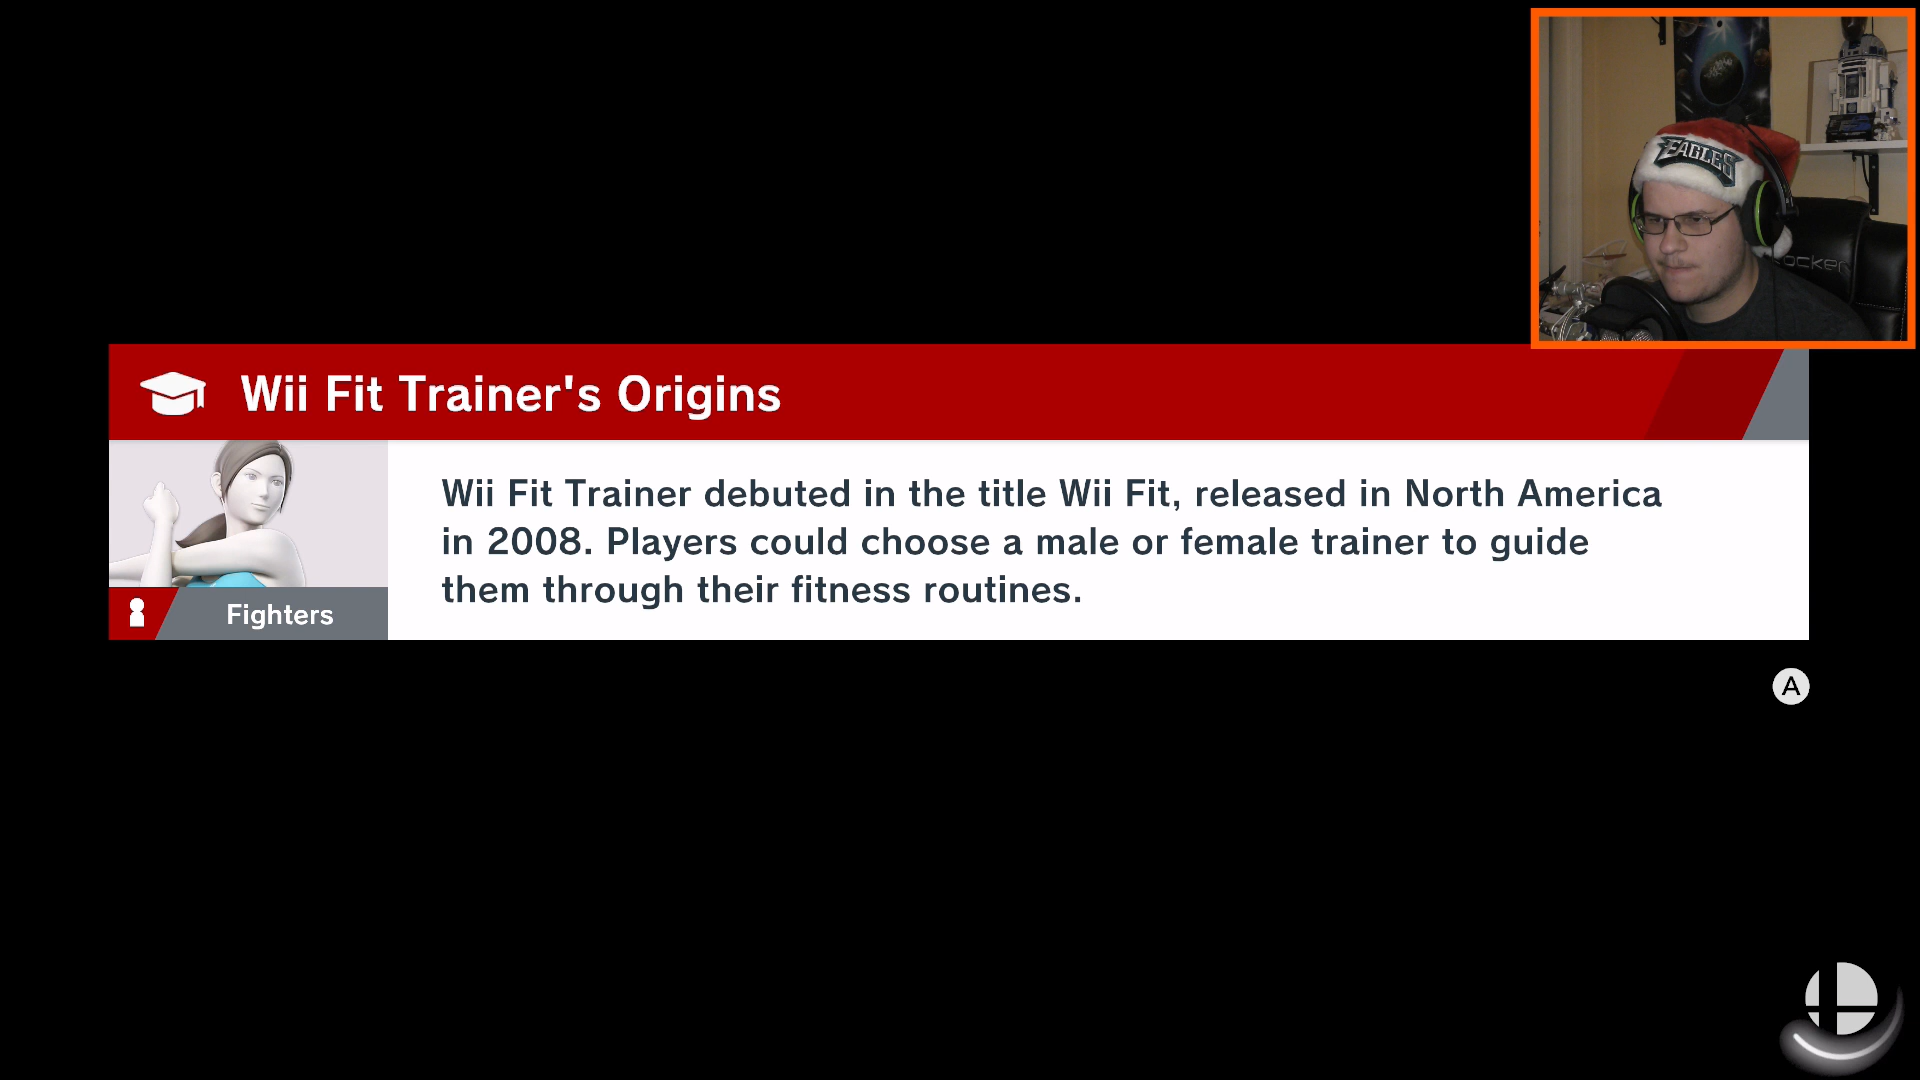 EAGLES
ocker
Wii Fit Trainer's Origins
Wii Fit Trainer debuted in the title Wii Fit, released in North America
in 2008. Players could choose a male or female trainer to guide
them through their fitness routines.
Fighters
A